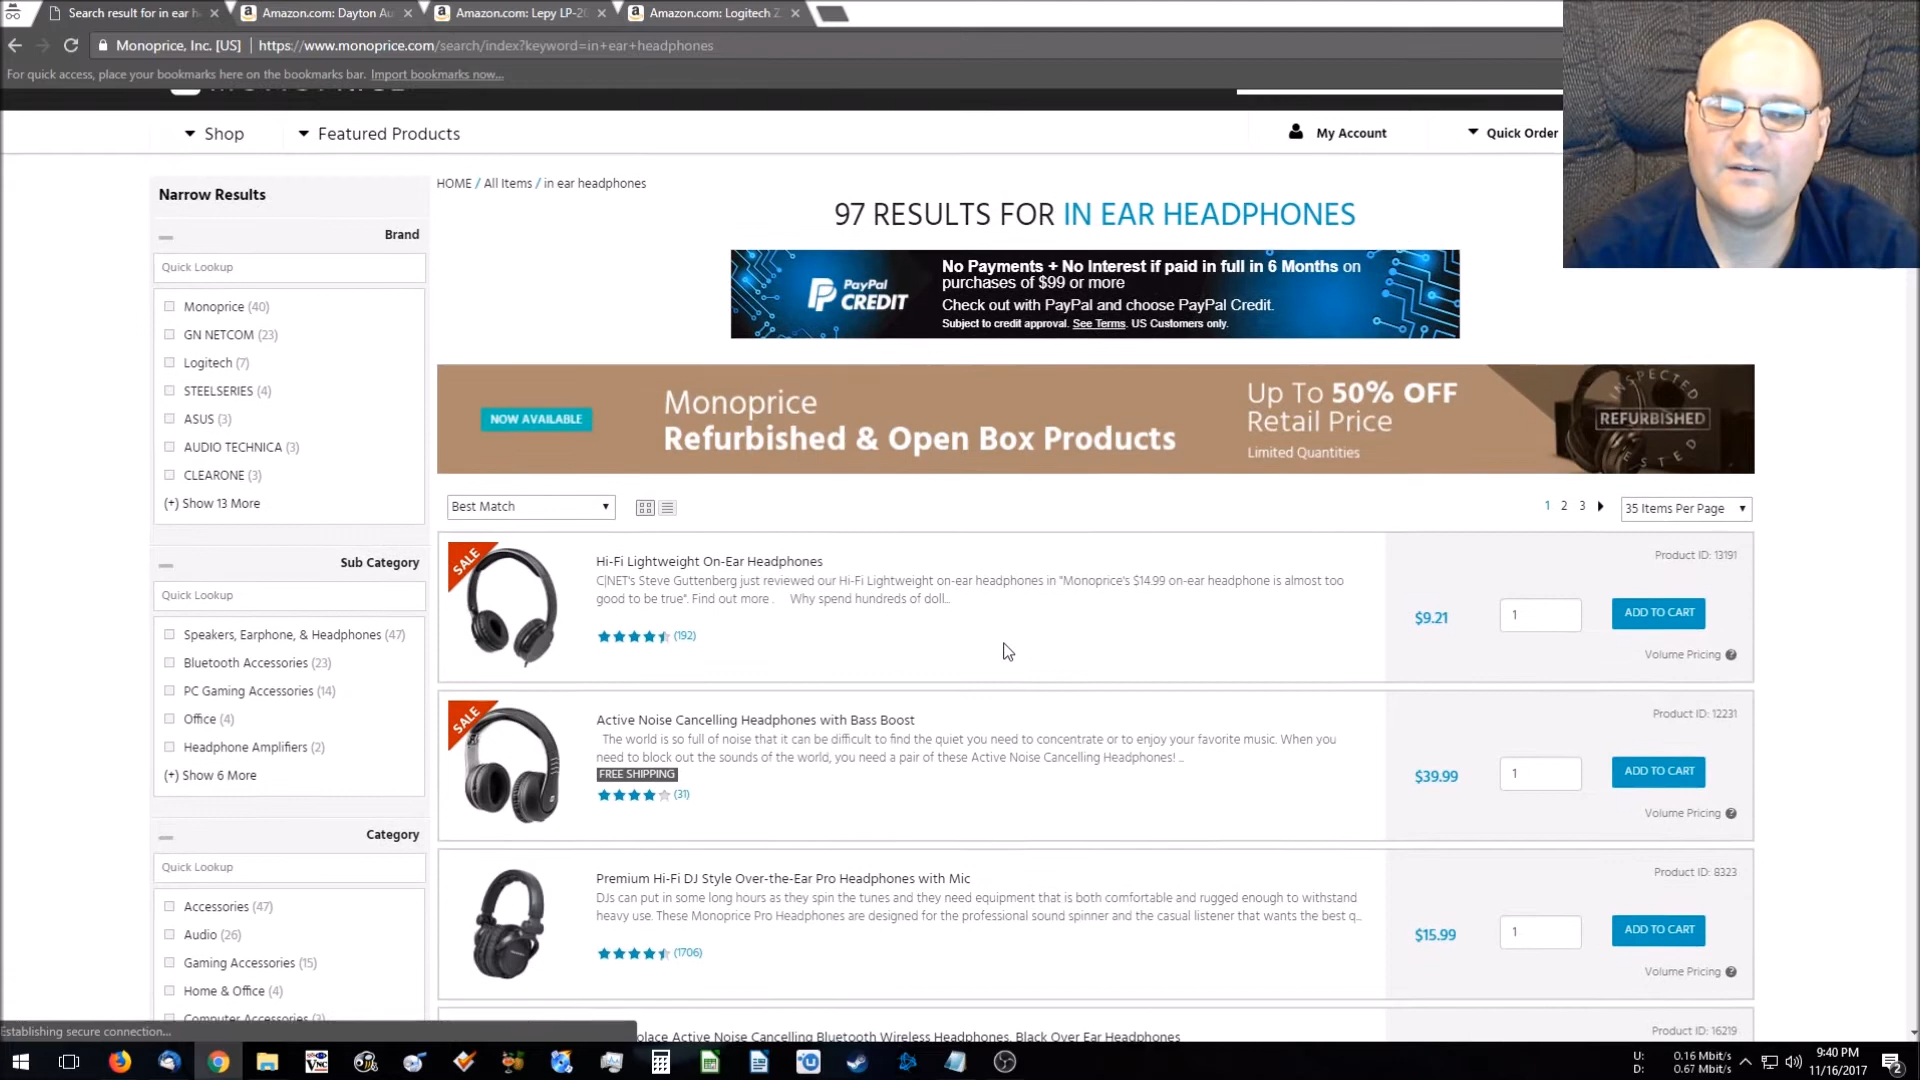 Search result for in ear h
Amazon.com: Dayton Au
Amazon.com: Lepy LP-20
Amazon.com: Logitech Z
Monoprice, Inc. [US] | https://www.monoprice.com/search/index?keyword=in+ear+headphones
For quick access, place your bookmarks here on the bookmarks bar. Import bookmarks now...
Shop
Featured Products
My Account
Quick Order
HOME / All Items / in ear headphones
97 RESULTS FOR IN EAR HEADPHONES
PayPal CREDIT
No Payments + No Interest if paid in full in 6 Months on
purchases of $99 or more
Check out with PayPal and choose PayPal Credit.
Subject to credit approval. See Terms. US Customers only.
NOW AVAILABLE
Monoprice
Refurbished & Open Box Products
Up To 50% OFF
Retail Price
Limited Quantities
INSPECTED
REFURBISHED
TESTED
Narrow Results
Brand
Quick Lookup
Monoprice (40)
GN NETCOM (23)
Logitech (7)
STEELSERIES (4)
ASUS (3)
AUDIO TECHNICA (3)
CLEARONE (3)
(+) Show 13 More
Sub Category
Quick Lookup
Speakers, Earphone, & Headphones (47)
Bluetooth Accessories (23)
PC Gaming Accessories (14)
Office (4)
Headphone Amplifiers (2)
(+) Show 6 More
Category
Quick Lookup
Accessories (47)
Audio (26)
Gaming Accessories (15)
Home & Office (4)
Computer Accessories (3)
Best Match
1 2 3
35 Items Per Page
SALE
Hi-Fi Lightweight On-Ear Headphones
C|NET's Steve Guttenberg just reviewed our Hi-Fi Lightweight on-ear headphones in "Monoprice's $14.99 on-ear headphone is almost too
good to be true". Find out more . Why spend hundreds of doll...
(192)
Product ID: 13191
$9.21
1
ADD TO CART
Volume Pricing ?
SALE
Active Noise Cancelling Headphones with Bass Boost
The world is so full of noise that it can be difficult to find the quiet you need to concentrate or to enjoy your favorite music. When you
need to block out the sounds of the world, you need a pair of these Active Noise Cancelling Headphones! ...
FREE SHIPPING
(31)
Product ID: 12231
$39.99
1
ADD TO CART
Volume Pricing ?
Premium Hi-Fi DJ Style Over-the-Ear Pro Headphones with Mic
DJs can put in some long hours as they spin the tunes and they need equipment that is both comfortable and rugged enough to withstand
heavy use. These Monoprice Pro Headphones are designed for the professional sound spinner and the casual listener that wants the best q...
(1706)
Product ID: 8323
$15.99
1
ADD TO CART
Volume Pricing ?
olace Active Noise Cancelling Bluetooth Wireless Headphones, Black Over Ear Headphones
Product ID: 16219
Establishing secure connection...
U: 0.16 Mbit/s
D: 0.67 Mbit/s
9:40 PM
11/16/2017
2